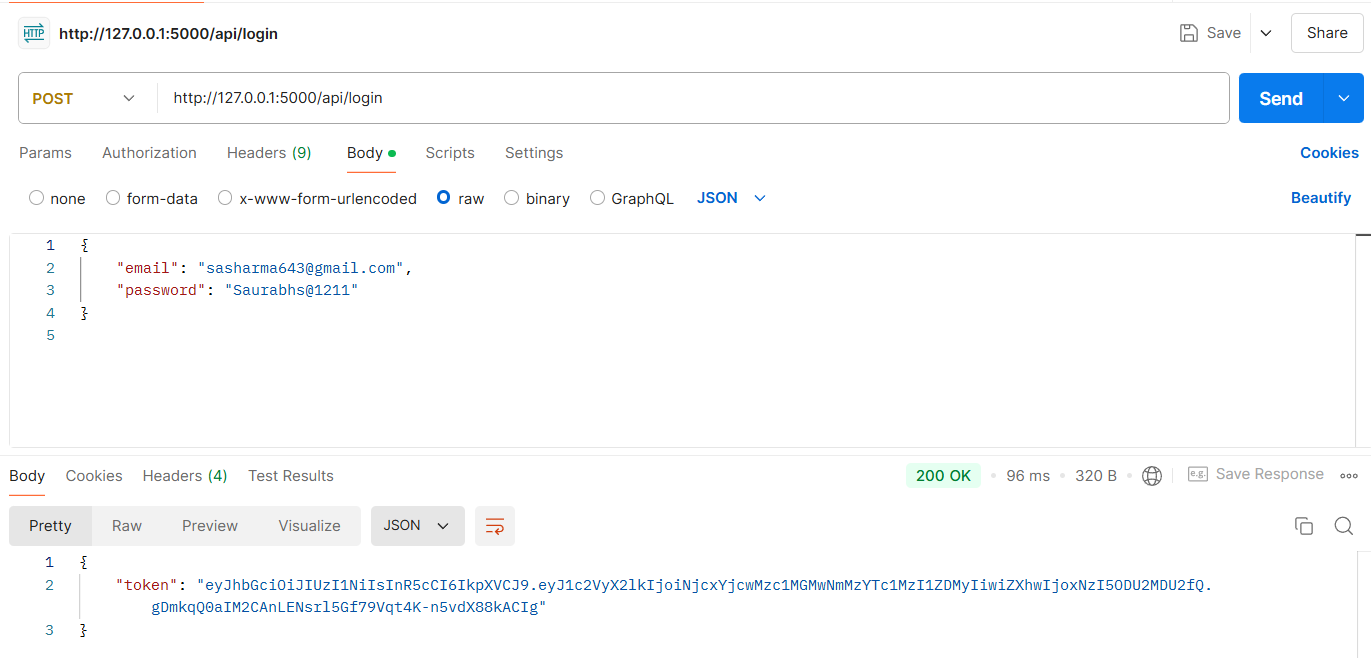 HTTP http://127.0.0.1:5000/api/login Save Share
POST http://127.0.0.1:5000/api/login Send
Params Authorization Headers (9) Body Scripts Settings Cookies
none form-data x-www-form-urlencoded raw binary GraphQL JSON Beautify
1 {
2 "email": "sasharma643@gmail.com",
3 "password": "Saurabhs@1211"
4 }
5
Body Cookies Headers (4) Test Results 200 OK 96 ms 320 B e.g. Save Response
Pretty Raw Preview Visualize JSON
1 {
2 "token": "eyJhbGciOiJIUzI1NiIsInR5cCI6IkpXVCJ9.eyJ1c2VyX2lkIjoiNjcxYjcwMzc1MGMwNmMzYTc1MzI1ZDMyIiwiZXhwIjoxNzI5ODU2MDU2fQ.
gDmkqQ0aIM2CAnLENsrl5Gf79Vqt4K-n5vdX88kACIg"
3 }